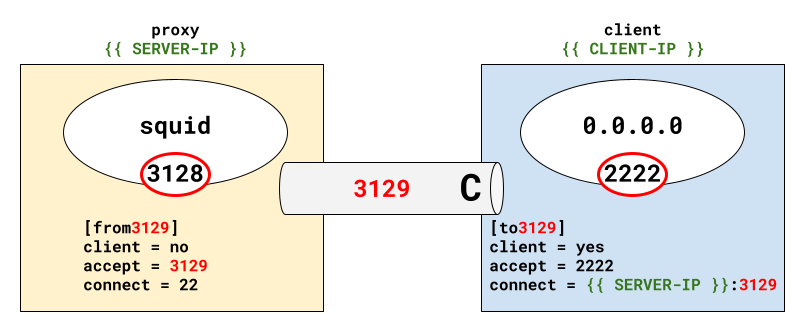 proxy
{{ SERVER-IP }}
squid
3128
[from3129]
client = no
accept = 3129
connect = 22
3129 C
client
{{ CLIENT-IP }}
0.0.0.0
2222
[to3129]
client = yes
accept = 2222
connect = {{ SERVER-IP }}:3129